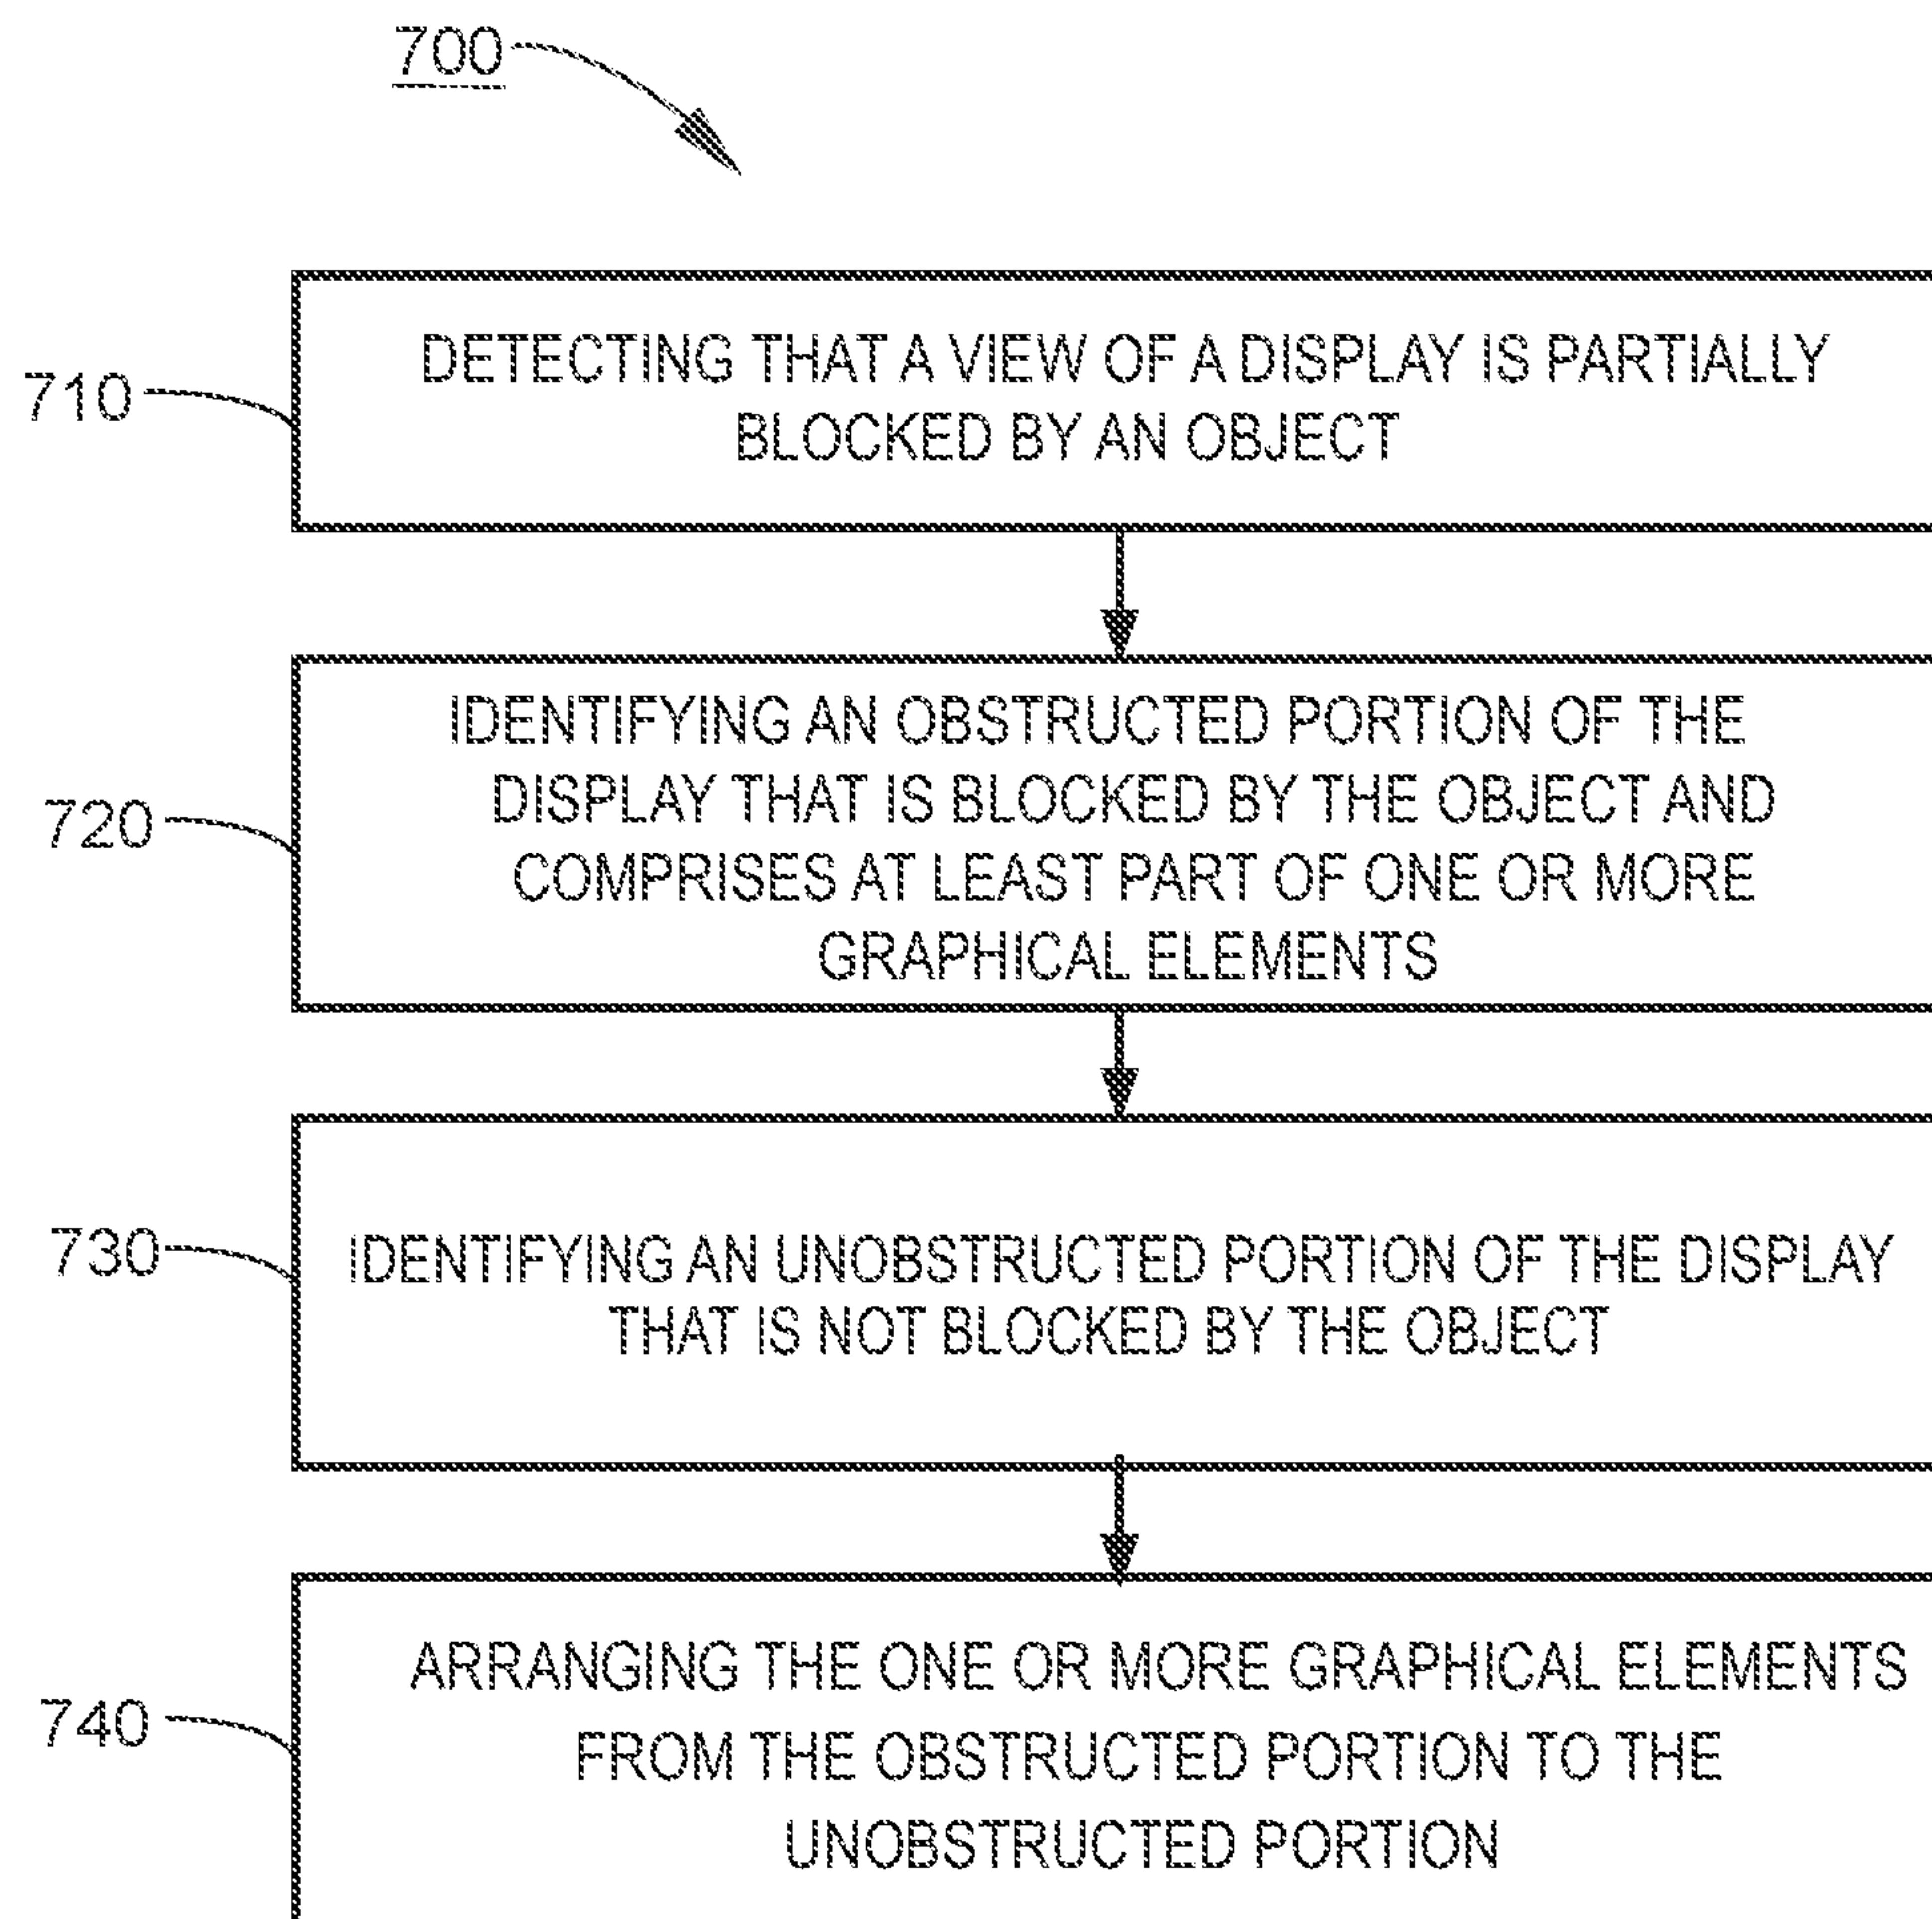 700
710
DETECTING THAT A VIEW OF A DISPLAY IS PARTIALLY
BLOCKED BY AN OBJECT
720
IDENTIFYING AN OBSTRUCTED PORTION OF THE
DISPLAY THAT IS BLOCKED BY THE OBJECT AND
COMPRISES AT LEAST PART OF ONE OR MORE
GRAPHICAL ELEMENTS
730
IDENTIFYING AN UNOBSTRUCTED PORTION OF THE DISPLAY
THAT IS NOT BLOCKED BY THE OBJECT
740
ARRANGING THE ONE OR MORE GRAPHICAL ELEMENTS
FROM THE OBSTRUCTED PORTION TO THE
UNOBSTRUCTED PORTION